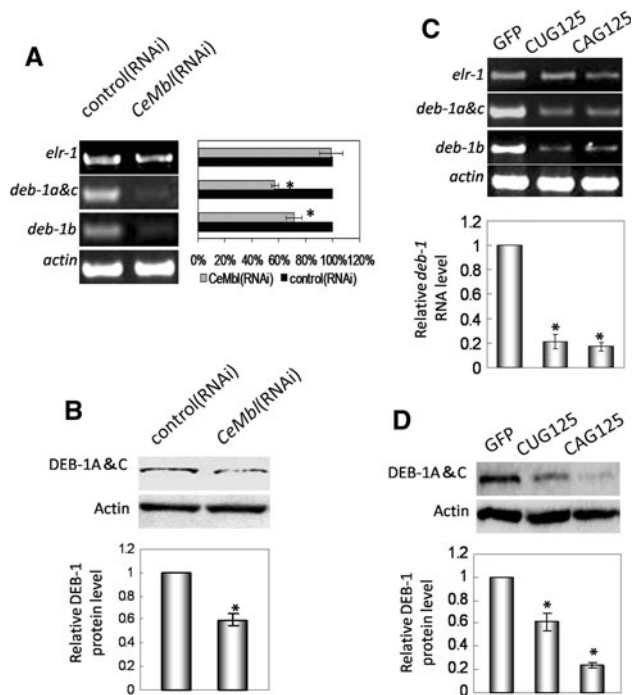 A
control(RNAi)
CeMbl(RNAi)
elr-1
deb-1a&c
deb-1b
actin
0% 20% 40% 60% 80% 100%120%
CeMbl(RNAi) control(RNAi)
*
*
B
control(RNAi)
CeMbl(RNAi)
DEB-1A &C
Actin
Relative DEB-1
protein level
1.2
1
0.8
0.6
0.4
0.2
0
*
C
GFP
CUG125
CAG125
elr-1
deb-1a&c
deb-1b
actin
Relative deb-1
RNA level
1.2
1
0.8
0.6
0.4
0.2
0
*
*
D
GFP
CUG125
CAG125
DEB-1A &C
Actin
Relative DEB-1
protein level
1.2
1
0.6
0.2
0
*
*